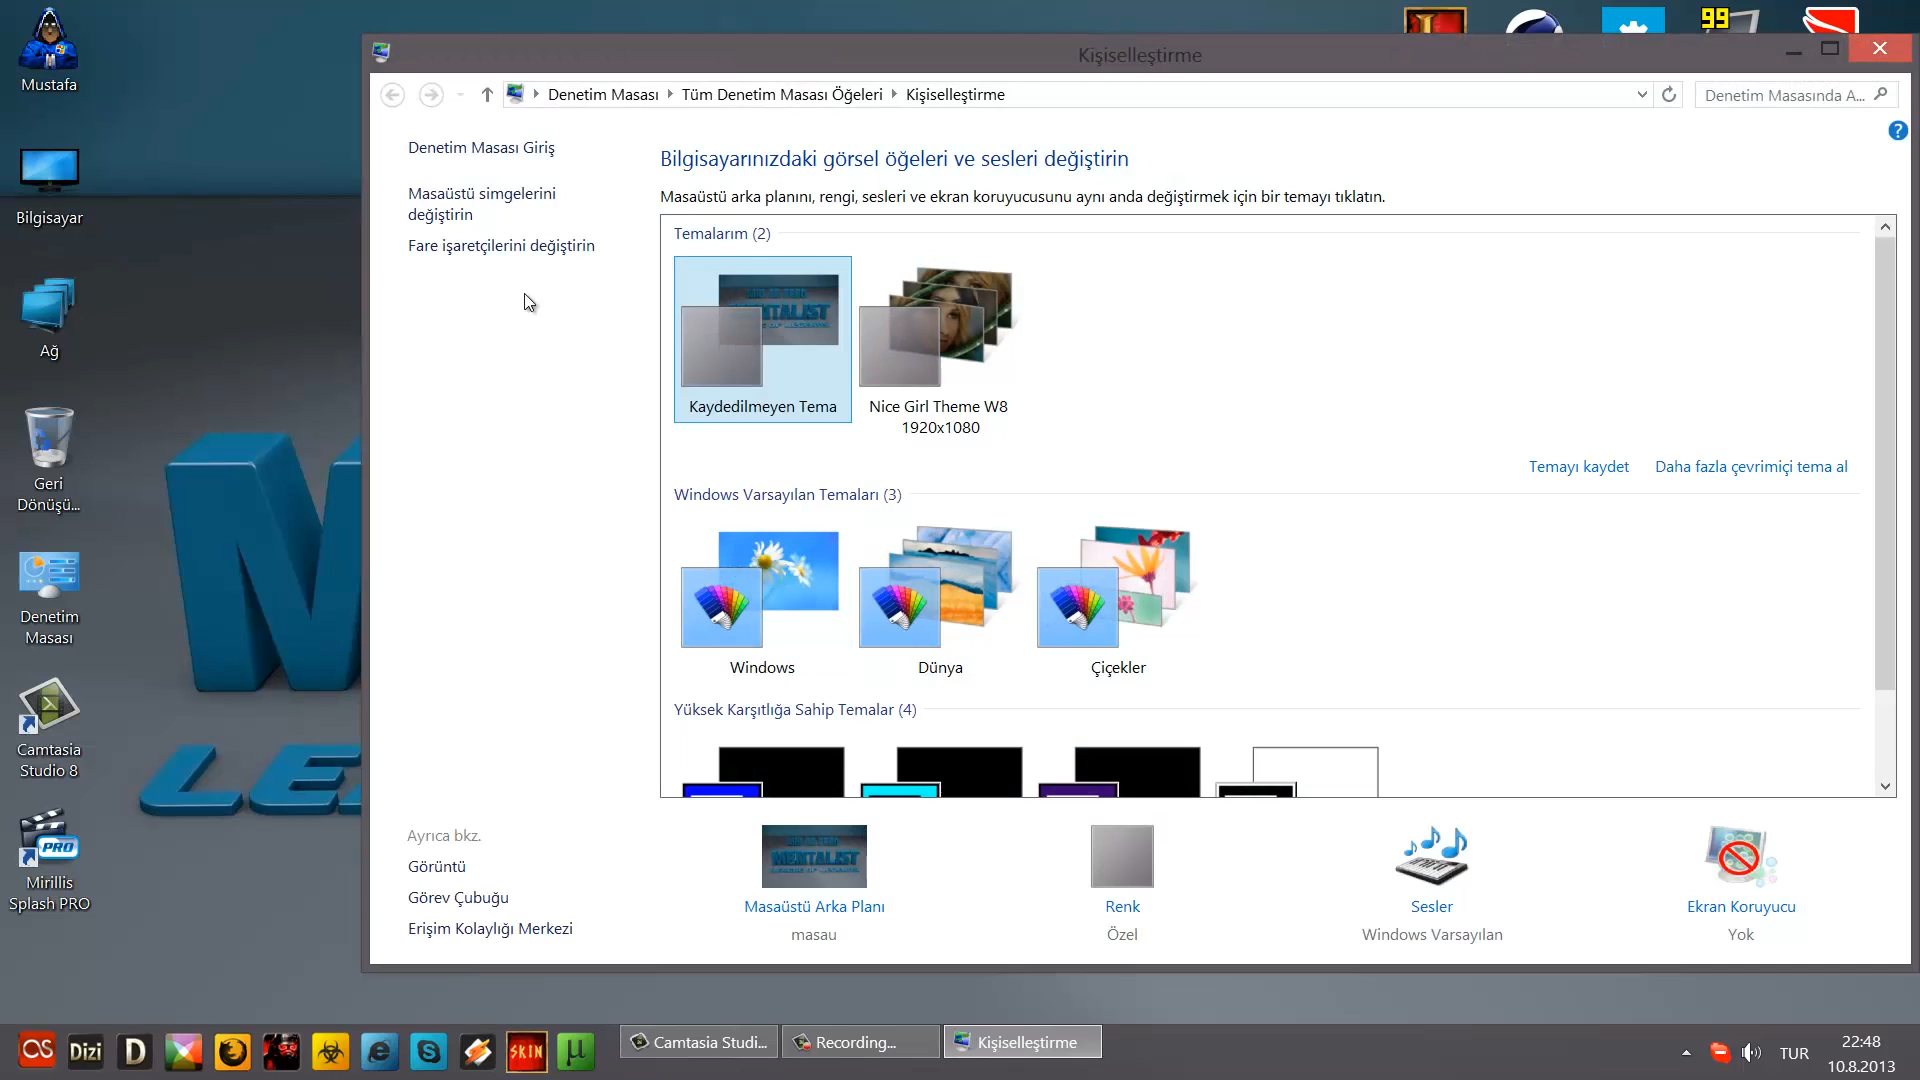 Mustafa
Bilgisayar
Ağ
Geri
Dönüşü...
Denetim
Masası
Camtasia
Studio 8
PRO
Mirillis
Splash PRO
99
Kişiselleştirme
Denetim Masası
Tüm Denetim Masası Öğeleri
Kişiselleştirme
Denetim Masasında A...
Denetim Masası Giriş
Masaüstü simgelerini
değiştirin
Fare işaretçilerini değiştirin
Bilgisayarınızdaki görsel öğeleri ve sesleri değiştirin
Masaüstü arka planını, rengi, sesleri ve ekran koruyucusunu aynı anda değiştirmek için bir temayı tıklatın.
Temalarım (2)
MENTALIST
Kaydedilmeyen Tema
Nice Girl Theme W8
1920x1080
Temayı kaydet
Daha fazla çevrimiçi tema al
Windows Varsayılan Temaları (3)
Windows
Dünya
Çiçekler
Yüksek Karşıtlığa Sahip Temalar (4)
Ayrıca bkz.
Görüntü
Görev Çubuğu
Erişim Kolaylığı Merkezi
MENTALIST
Masaüstü Arka Planı
masau
Renk
Özel
Sesler
Windows Varsayılan
Ekran Koruyucu
Yok
Dizi
D
SKIN
µ
Camtasia Studi...
Recording...
Kişiselleştirme
TUR
22:48
10.8.2013